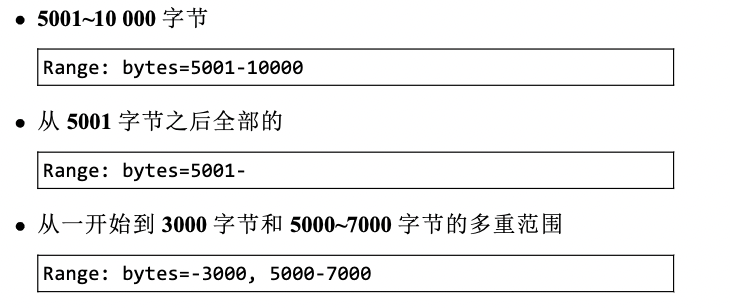 • 5001~10 000 字节
Range: bytes=5001-10000
• 从 5001 字节之后全部的
Range: bytes=5001-
• 从一开始到 3000 字节和 5000~7000 字节的多重范围
Range: bytes=-3000, 5000-7000